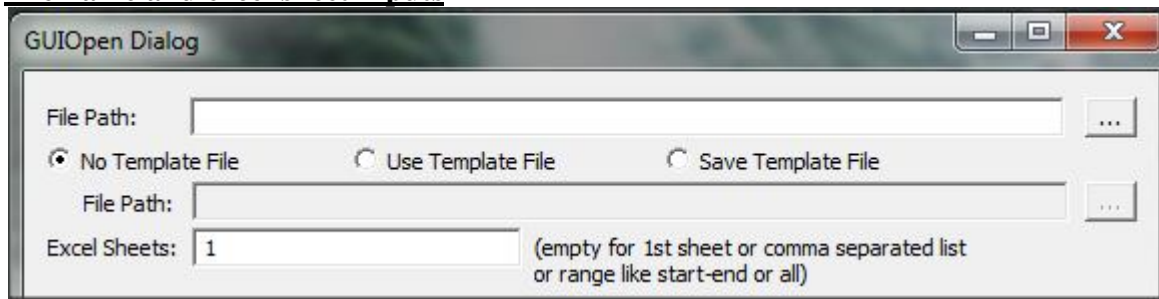 GUIOpen Dialog
File Path:
...
No Template File Use Template File Save Template File
File Path:
...
Excel Sheets: 1 (empty for 1st sheet or comma separated list
or range like start-end or all)